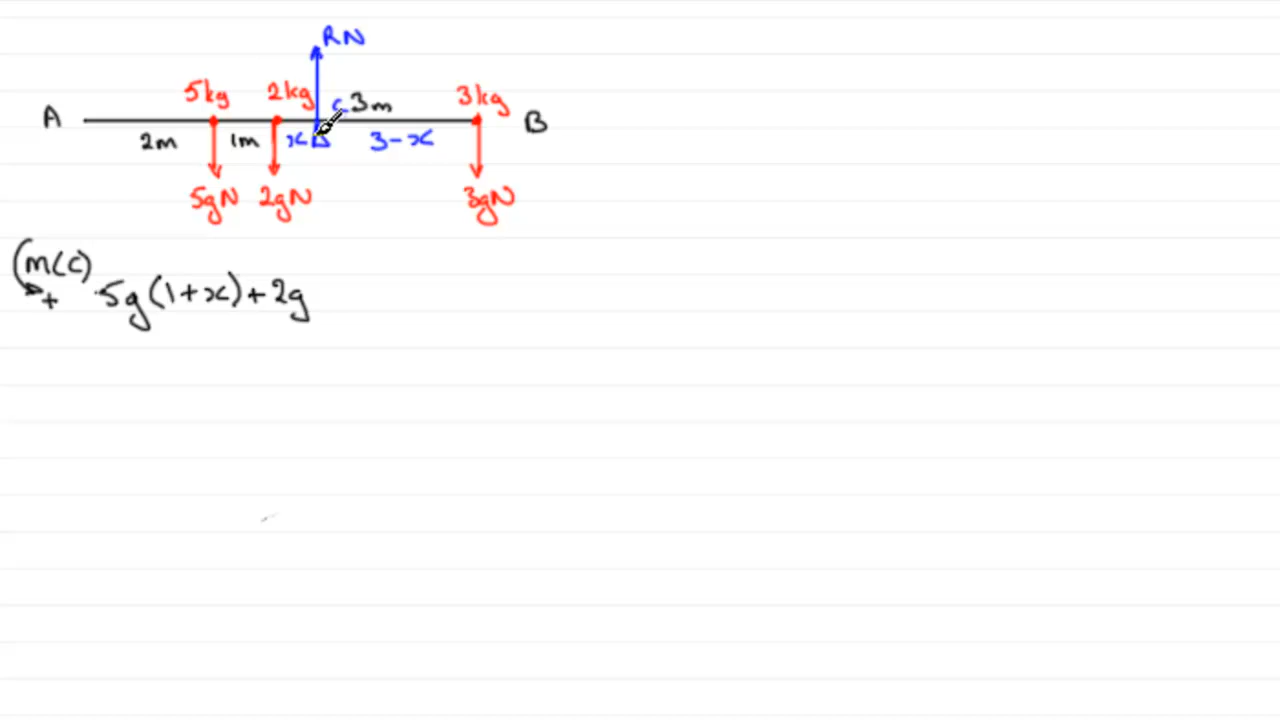 RN
5kg 2kg C 3m 3kg
A B
2m 1m x 3-x
5gN 2gN 3gN
m(c)
+ 5g(1+x)+2g